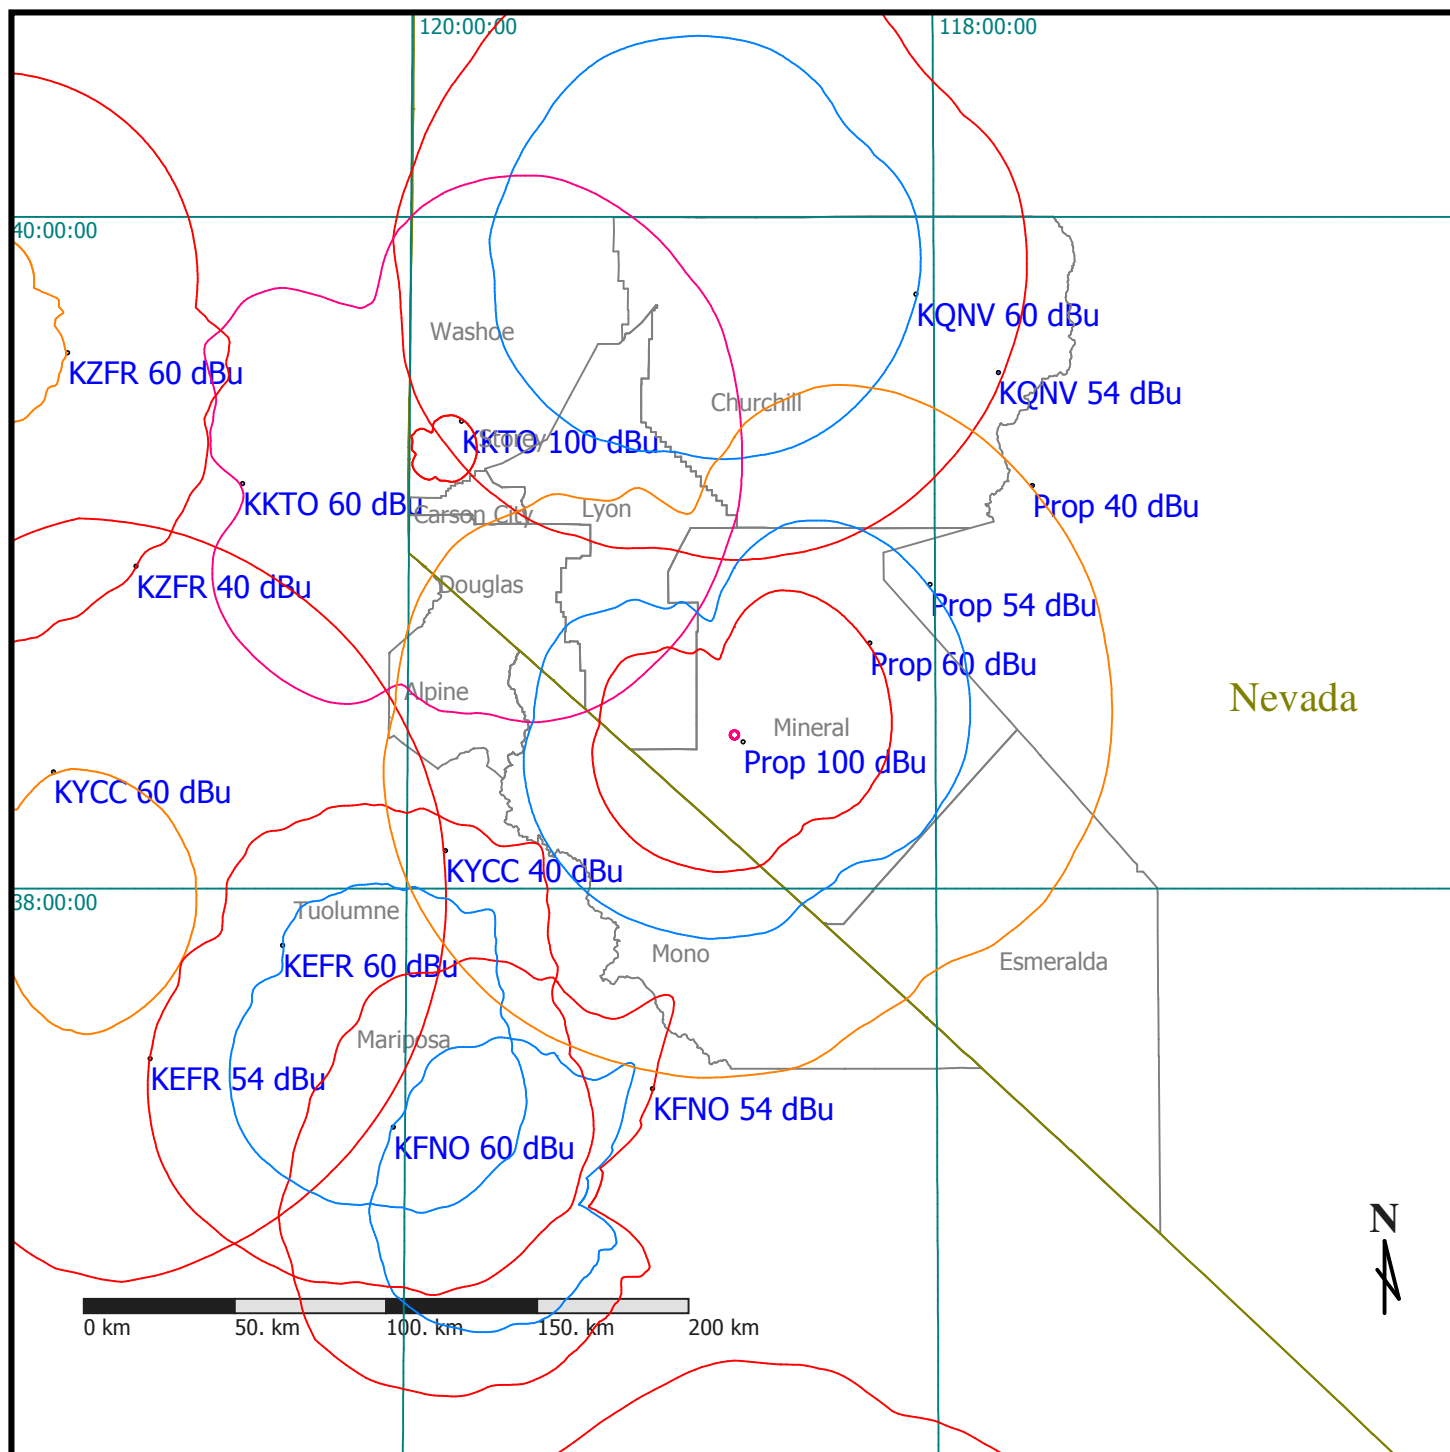 120:00:00
118:00:00
40:00:00
KQNV 60 dBu
Washoe
KZFR 60 dBu
KQNV 54 dBu
Churchill
Storey
KKTO 100 dBu
KKTO 60 dBu
Prop 40 dBu
Carson City
Lyon
KZFR 40 dBu
Douglas
Prop 54 dBu
Prop 60 dBu
Alpine
Nevada
Mineral
Prop 100 dBu
KYCC 60 dBu
KYCC 40 dBu
38:00:00
Tuolumne
Mono
KEFR 60 dBu
Esmeralda
Mariposa
KEFR 54 dBu
KFNO 54 dBu
KFNO 60 dBu
N
0 km
50. km
100. km
150. km
200 km